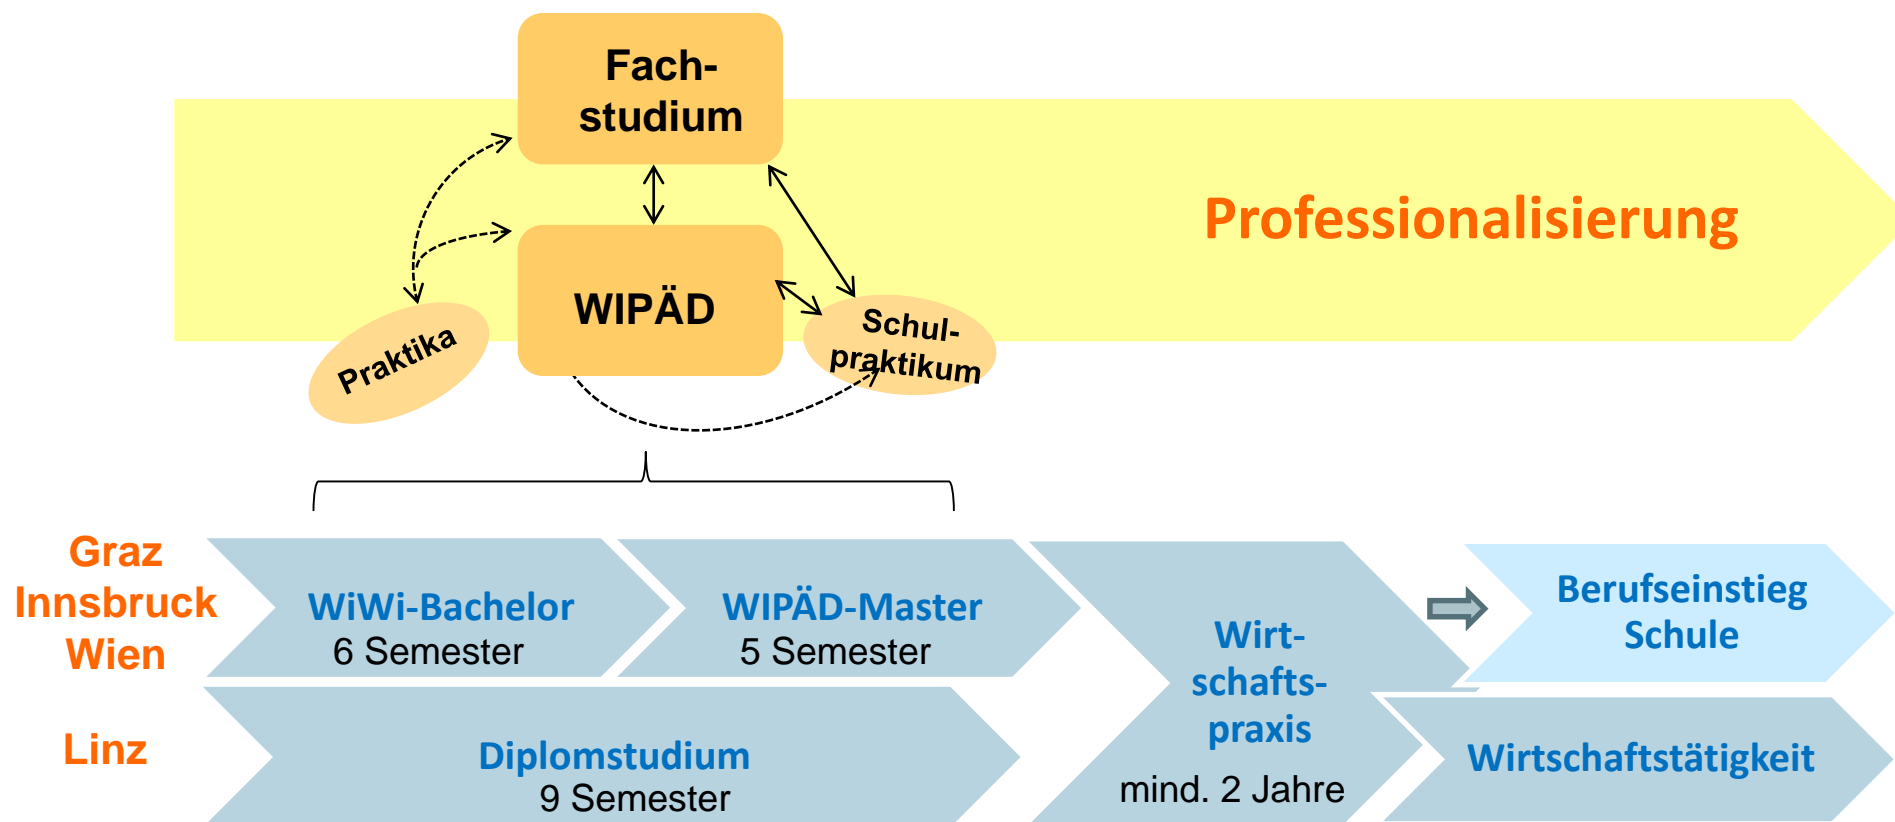 Fach-
studium
Professionalisierung
WIPÄD
Praktika
Schul-
praktikum
Graz
Innsbruck
Wien
WiWi-Bachelor
6 Semester
WIPÄD-Master
5 Semester
Wirt-
schafts-
praxis
mind. 2 Jahre
Berufseinstieg
Schule
Linz
Diplomstudium
9 Semester
Wirtschaftstätigkeit